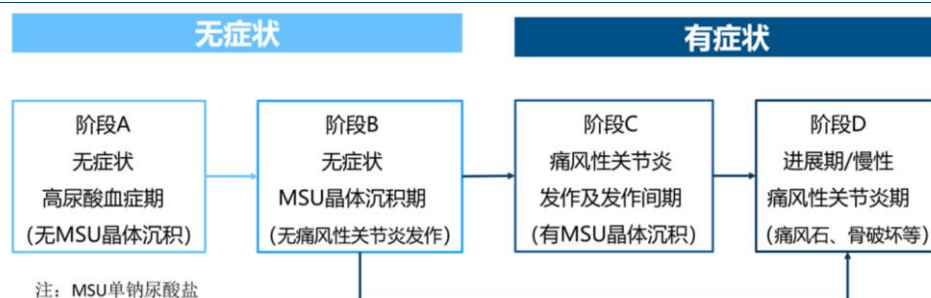 无症状
有症状
阶段A
无症状
高尿酸血症期
(无MSU晶体沉积)
阶段B
无症状
MSU晶体沉积期
(无痛风性关节炎发作)
阶段C
痛风性关节炎
发作及发作间期
(有MSU晶体沉积)
阶段D
进展期/慢性
痛风性关节炎期
(痛风石、骨破坏等)
注：MSU单钠尿酸盐